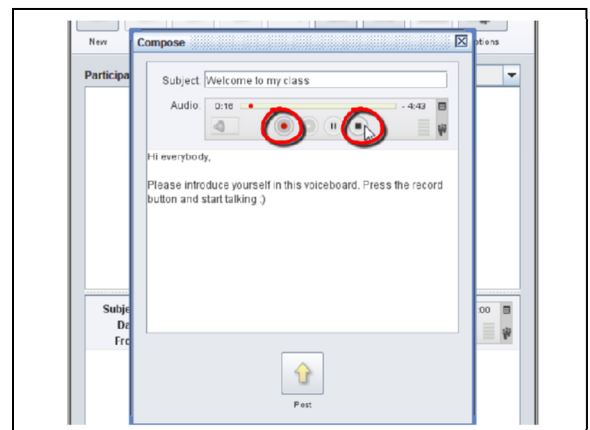 New
Compose
ptions
Participa
Subject: Welcome to my class
Audio: 0:16 - 4:43
Hi everybody,
Please introduce yourself in this voiceboard. Press the record
button and start talking :)
Subje
Da
Fro
:00
Post